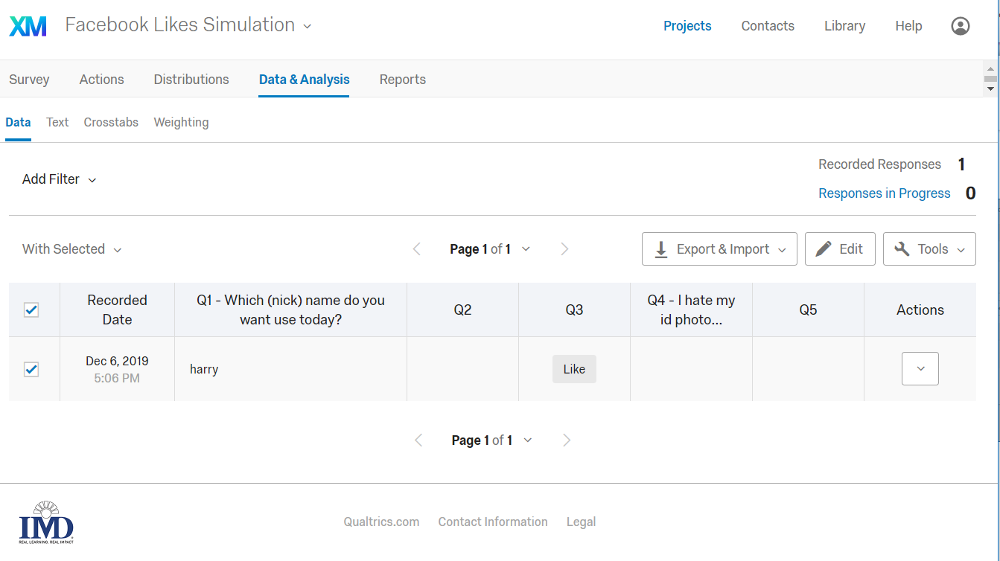 XM Facebook Likes Simulation Projects Contacts Library Help
Survey Actions Distributions Data & Analysis Reports
Data Text Crosstabs Weighting
Recorded Responses 1
Add Filter
Responses in Progress 0
With Selected Page 1 of 1 Export & Import Edit Tools
Recorded
Date
Q1 - Which (nick) name do you
want use today?
Q2
Q3
Q4 - I hate my
id photo...
Q5
Actions
Dec 6, 2019
5:06 PM
harry
Like
Page 1 of 1
IMD
REAL LEARNING. REAL IMPACT
Qualtrics.com Contact Information Legal